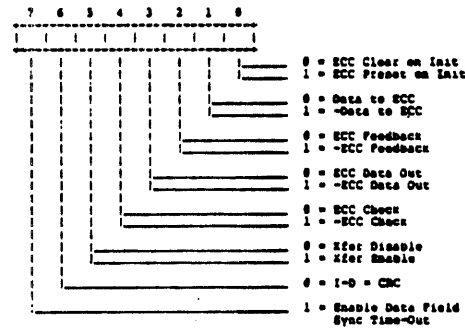 7 6 5 4 3 2 1 0
0 = ECC Clear on Init
1 = ECC Preset on Init
0 = Data to ECC
1 = -Data to ECC
0 = ECC Feedback
1 = -ECC Feedback
0 = ECC Data Out
1 = -ECC Data Out
0 = ECC Check
1 = -ECC Check
0 = Xfer Disable
1 = Xfer Enable
0 = I-D = CRC
1 = Enable Data Field
Sync Time-Out